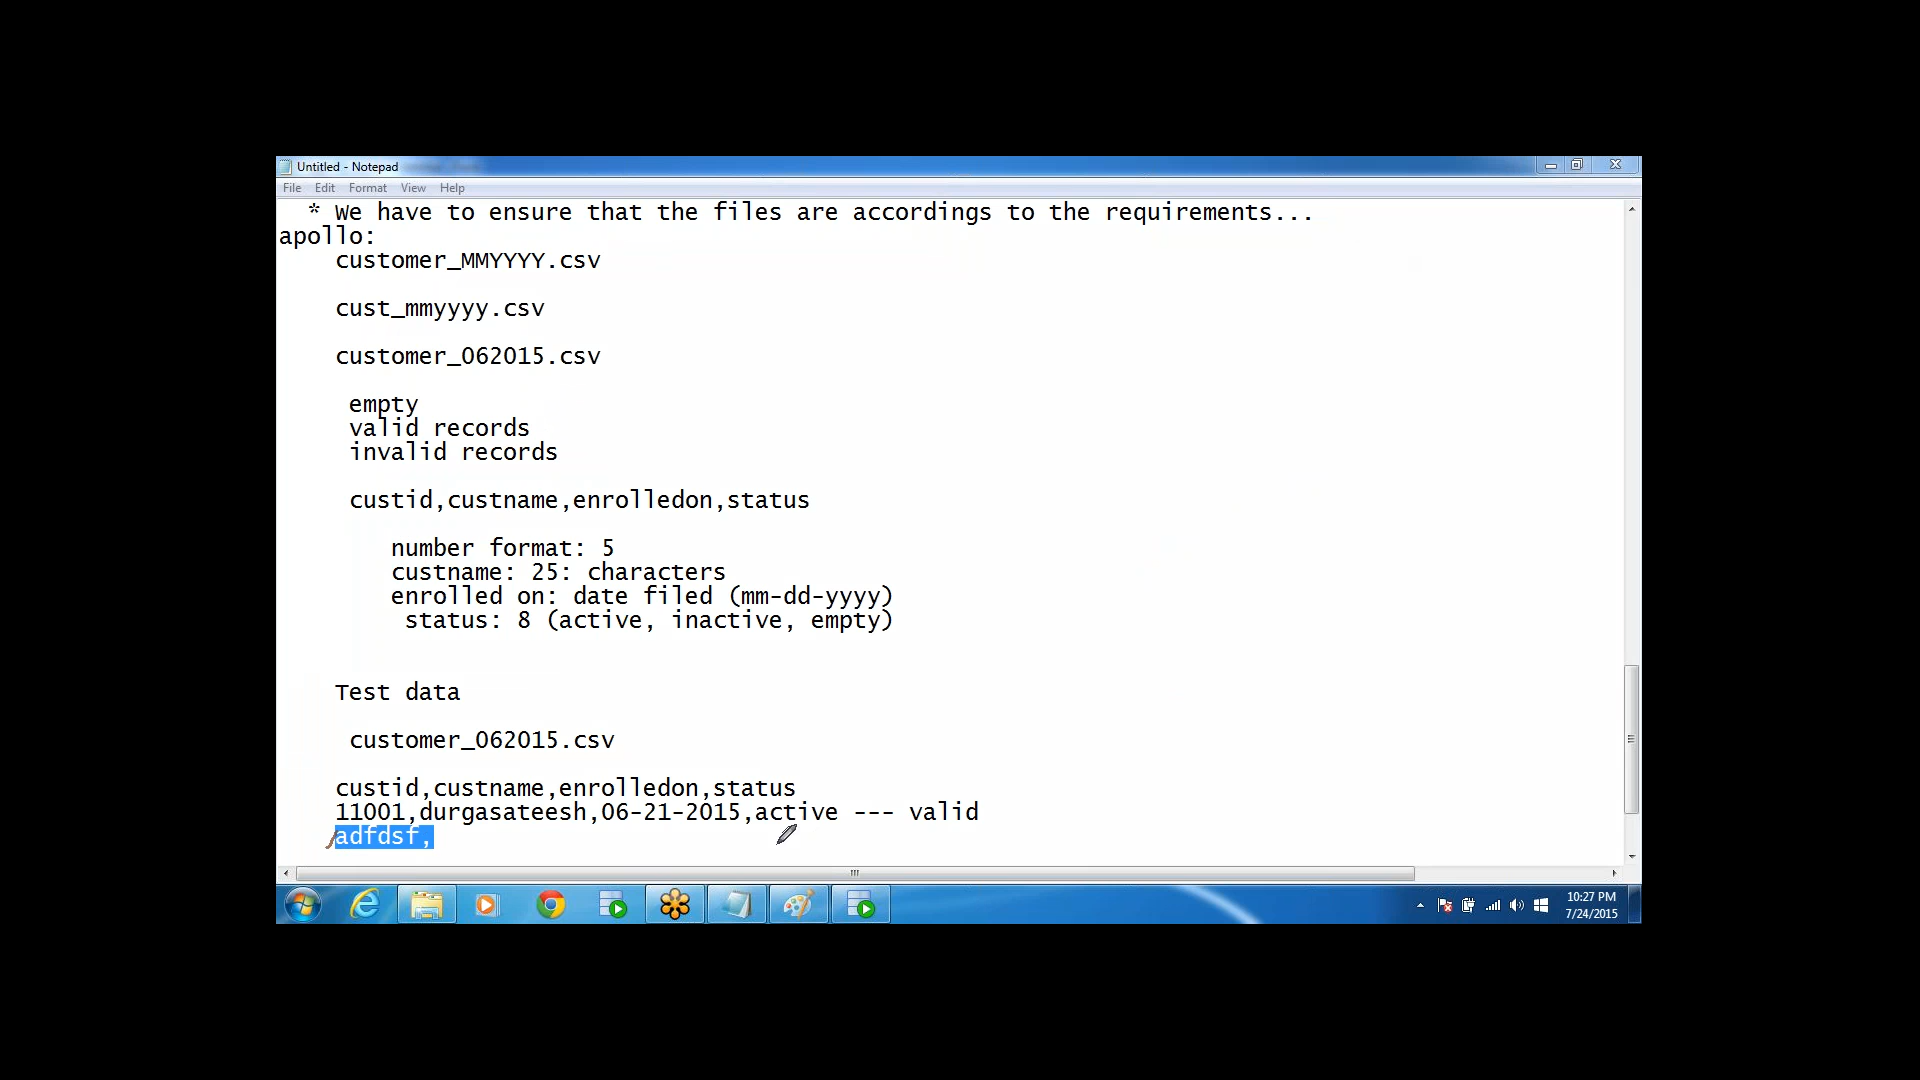 Untitled - Notepad
File Edit Format View Help
* We have to ensure that the files are accordings to the requirements...
apollo:
customer_MMYYYY.csv
cust_mmyyyy.csv
customer_062015.csv
empty
valid records
invalid records
custid,custname,enrolledon,status
number format: 5
custname: 25: characters
enrolled on: date filed (mm-dd-yyyy)
status: 8 (active, inactive, empty)
Test data
customer_062015.csv
custid,custname,enrolledon,status
11001,durgasateesh,06-21-2015,active --- valid
adfdsf,
10:27 PM
7/24/2015